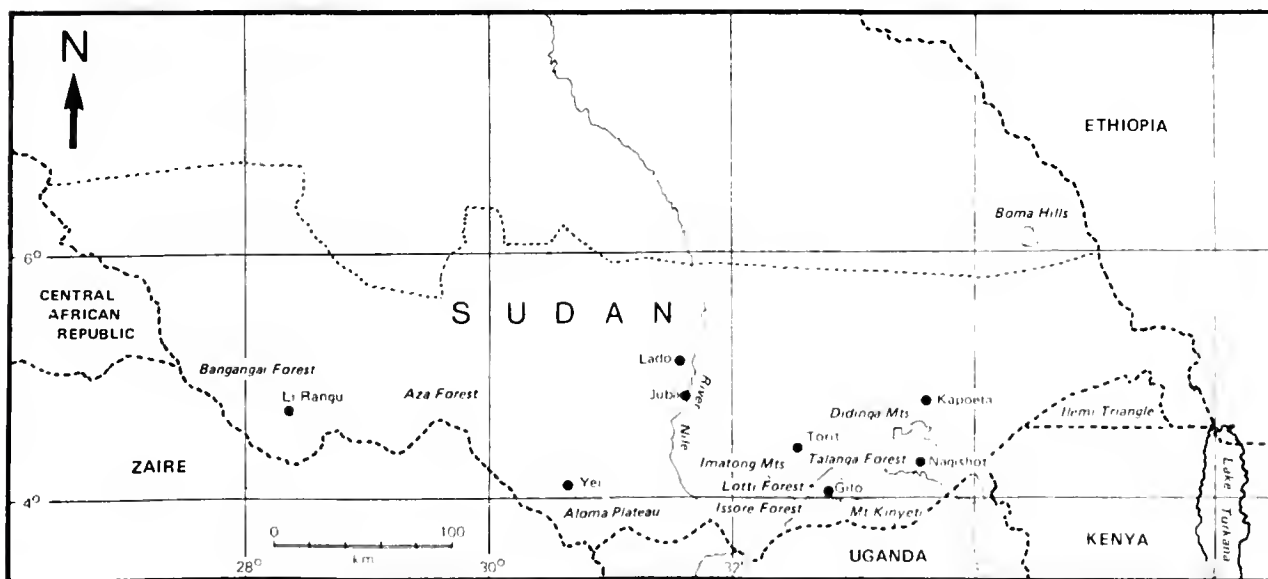 N
ETHIOPIA
Boma Hills
6°
CENTRAL
AFRICAN
REPUBLIC
SUDAN
Bangangai Forest
Li Rangu
Aza Forest
Lado
Juba
River
Nile
Kapoeta
Didinga Mts
Ilemi Triangle
Torit
Imatong Mts
Talanga Forest
Nagishot
ZAIRE
Yei
Lotti Forest
Gito
4°
Aloma Plateau
Issore Forest
Mt Kinyeti
Lake Turkana
100
0
km
KENYA
UGANDA
28°
30°
32°